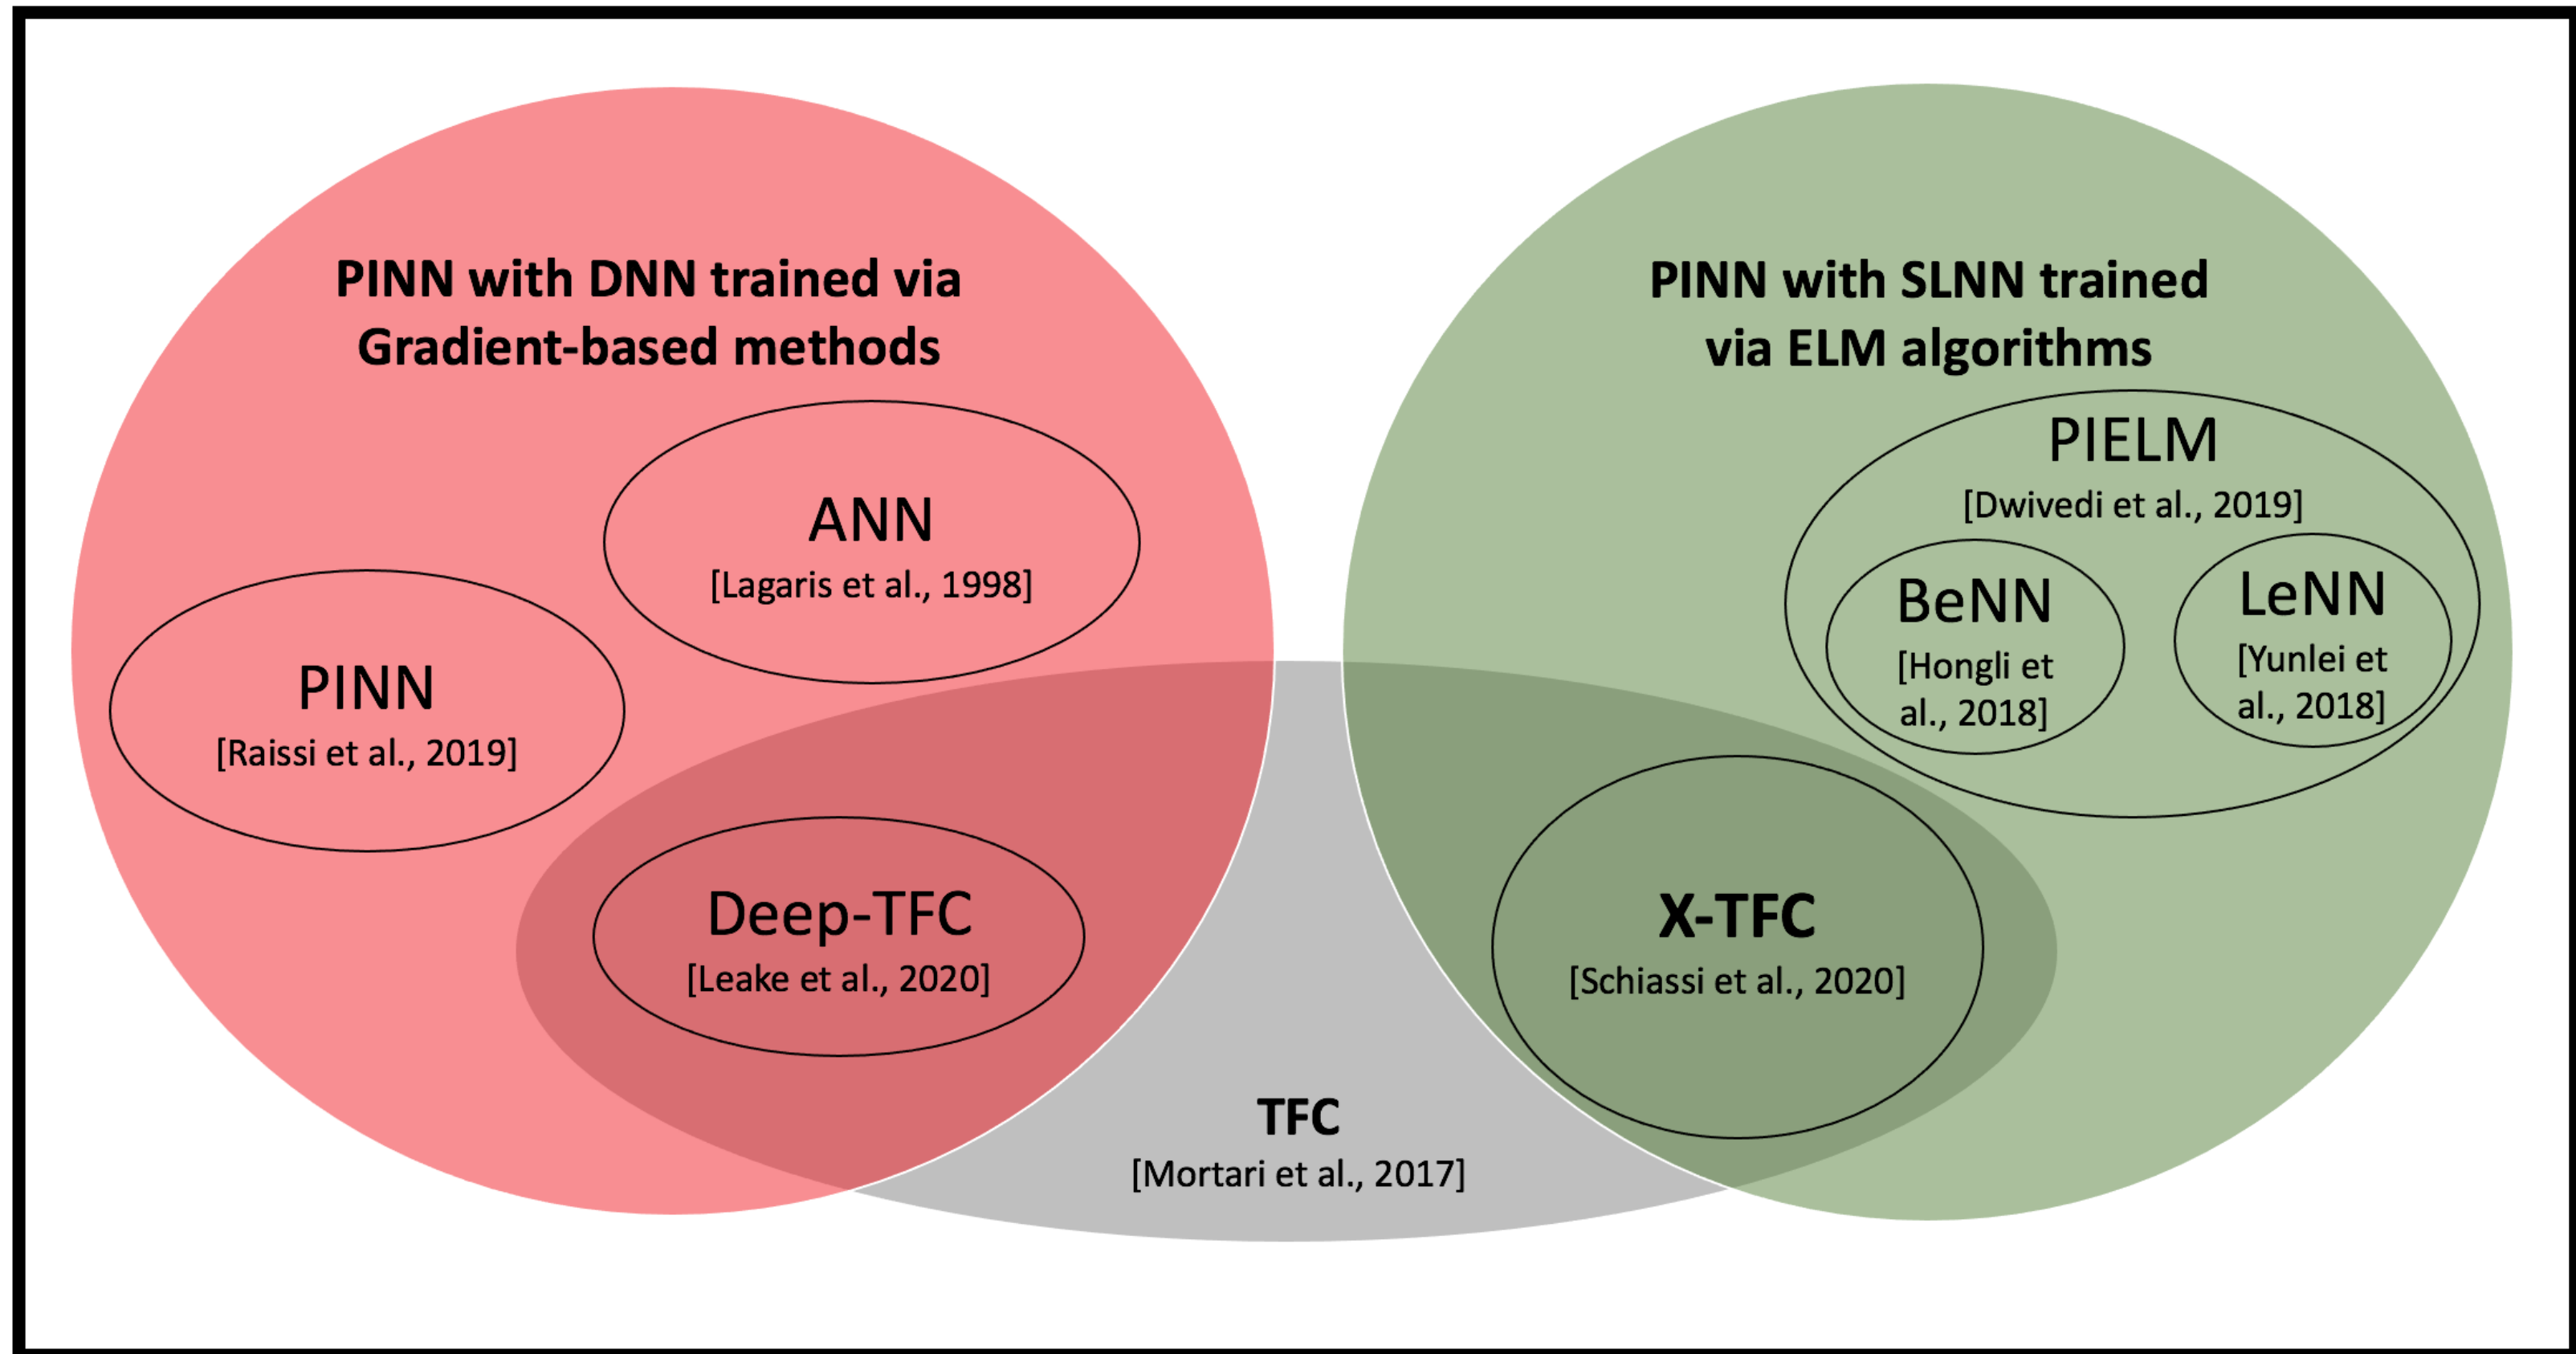 PINN with DNN trained via
Gradient-based methods
ANN
[Lagaris et al., 1998]
PINN
[Raissi et al., 2019]
Deep-TFC
[Leake et al., 2020]
TFC
[Mortari et al., 2017]
PINN with SLNN trained
via ELM algorithms
PIELM
[Dwivedi et al., 2019]
BeNN
[Hongli et
al., 2018]
LeNN
[Yunlei et
al., 2018]
X-TFC
[Schiassi et al., 2020]